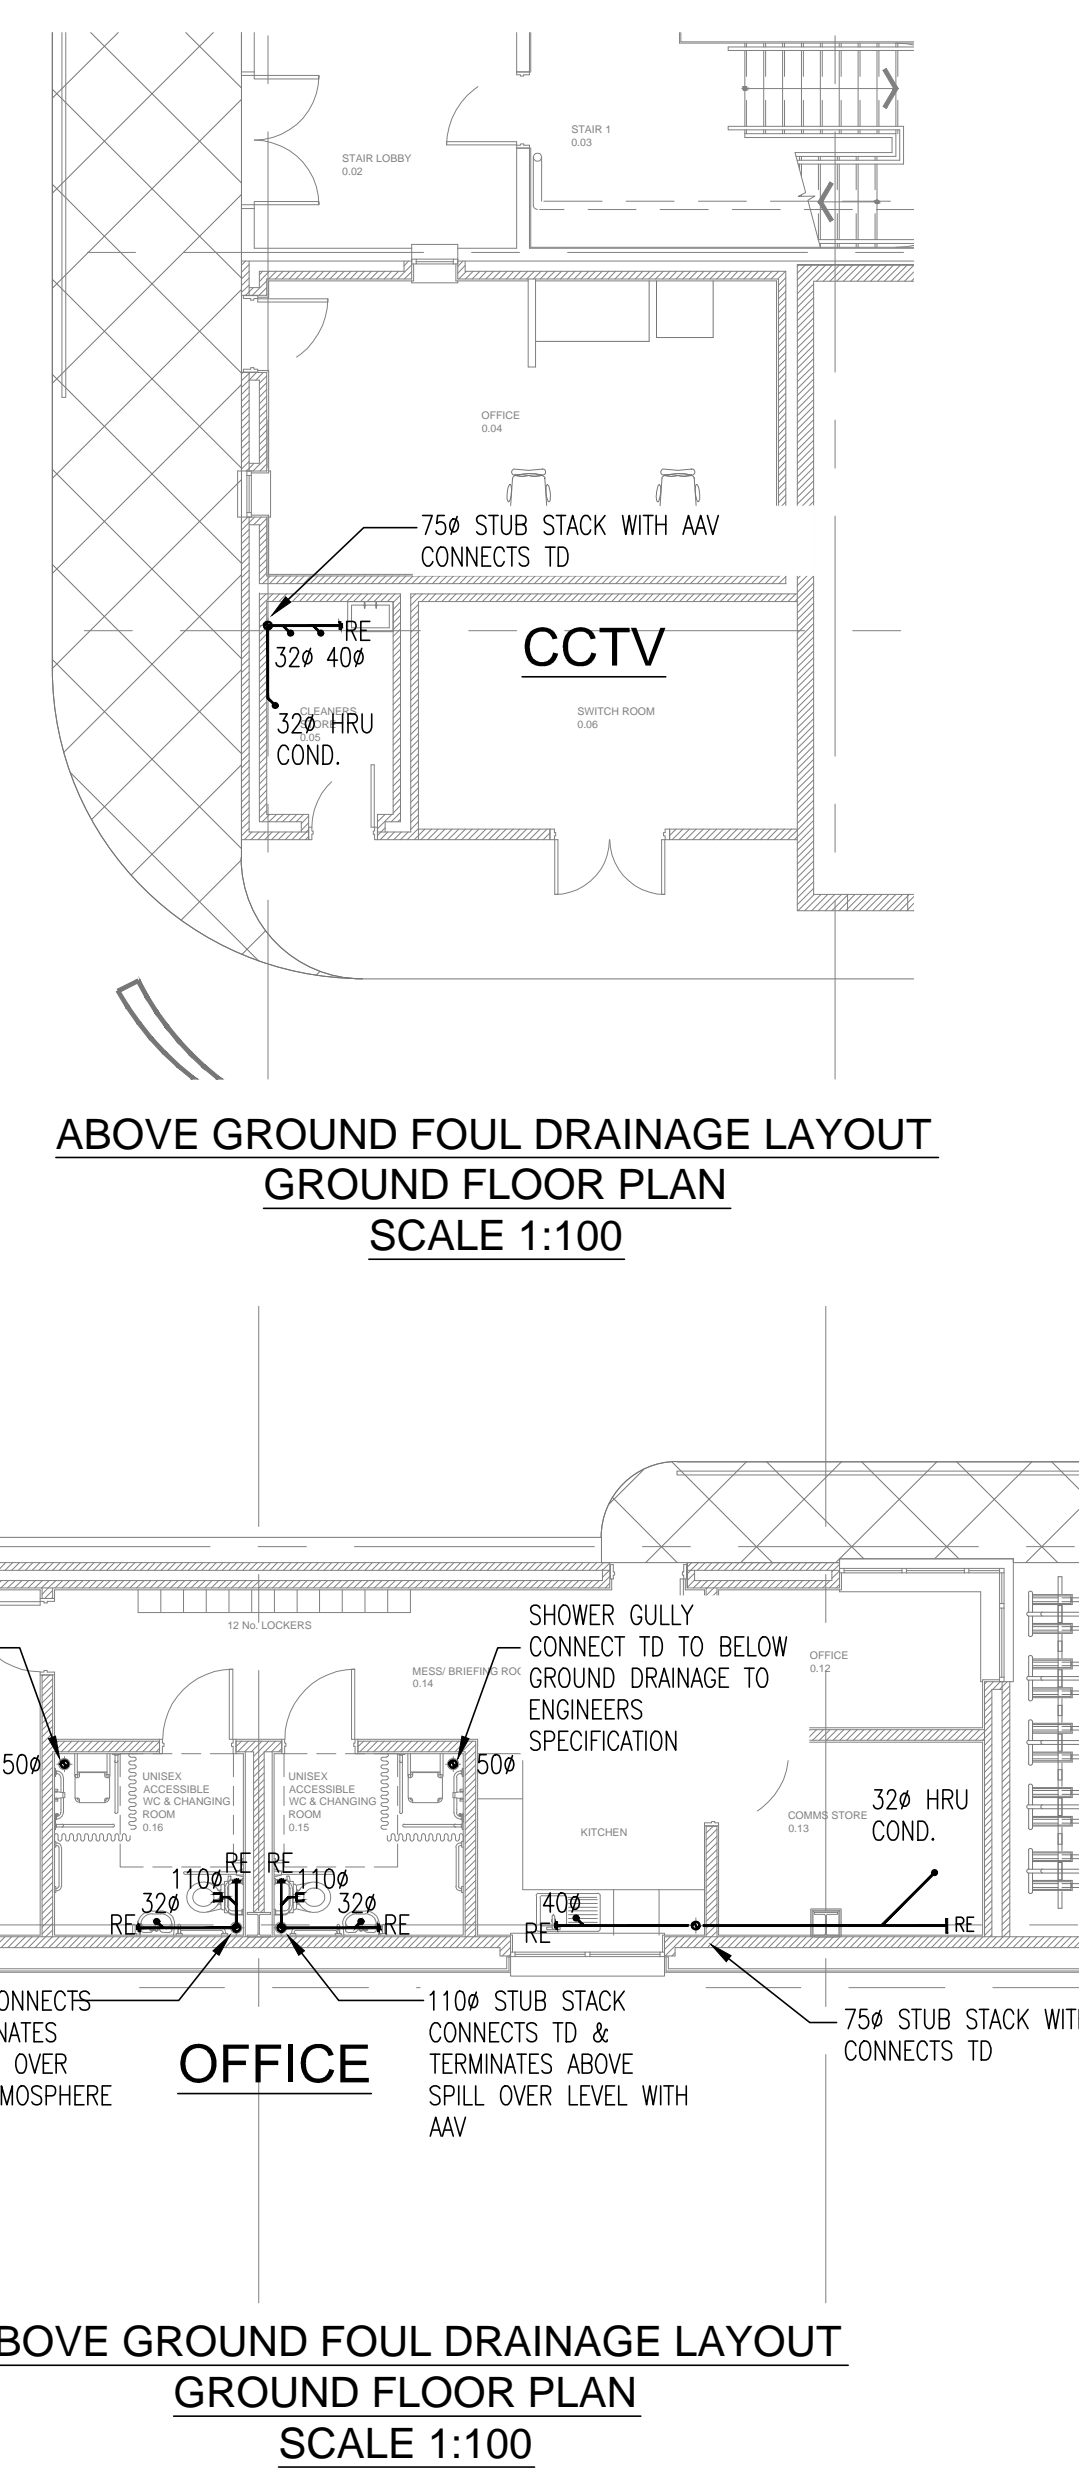 STAIR 1
0.03
STAIR LOBBY
0.02
OFFICE
0.04
75ø STUB STACK WITH AAV
CONNECTS TD
RE
32ø 40ø
CCTV
CLEANERS
STORE
0.05
32ø HRU
COND.
SWITCH ROOM
0.06
ABOVE GROUND FOUL DRAINAGE LAYOUT
GROUND FLOOR PLAN
SCALE 1:100
12 No. LOCKERS
SHOWER GULLY
CONNECT TD TO BELOW
GROUND DRAINAGE TO
ENGINEERS
SPECIFICATION
MESS/ BRIEFING ROO
0.14
OFFICE
0.12
50ø
50ø
UNISEX
ACCESSIBLE
WC & CHANGING
ROOM
0.16
UNISEX
ACCESSIBLE
WC & CHANGING
ROOM
0.15
KITCHEN
COMMS STORE
0.13
32ø HRU
COND.
RE RE
110ø 110ø
32ø 32ø
RE RE
40ø
RE
RE
ONNECTS
NATES
OVER
MOSPHERE
OFFICE
110ø STUB STACK
CONNECTS TD &
TERMINATES ABOVE
SPILL OVER LEVEL WITH
AAV
75ø STUB STACK WITH
CONNECTS TD
BOVE GROUND FOUL DRAINAGE LAYOUT
GROUND FLOOR PLAN
SCALE 1:100